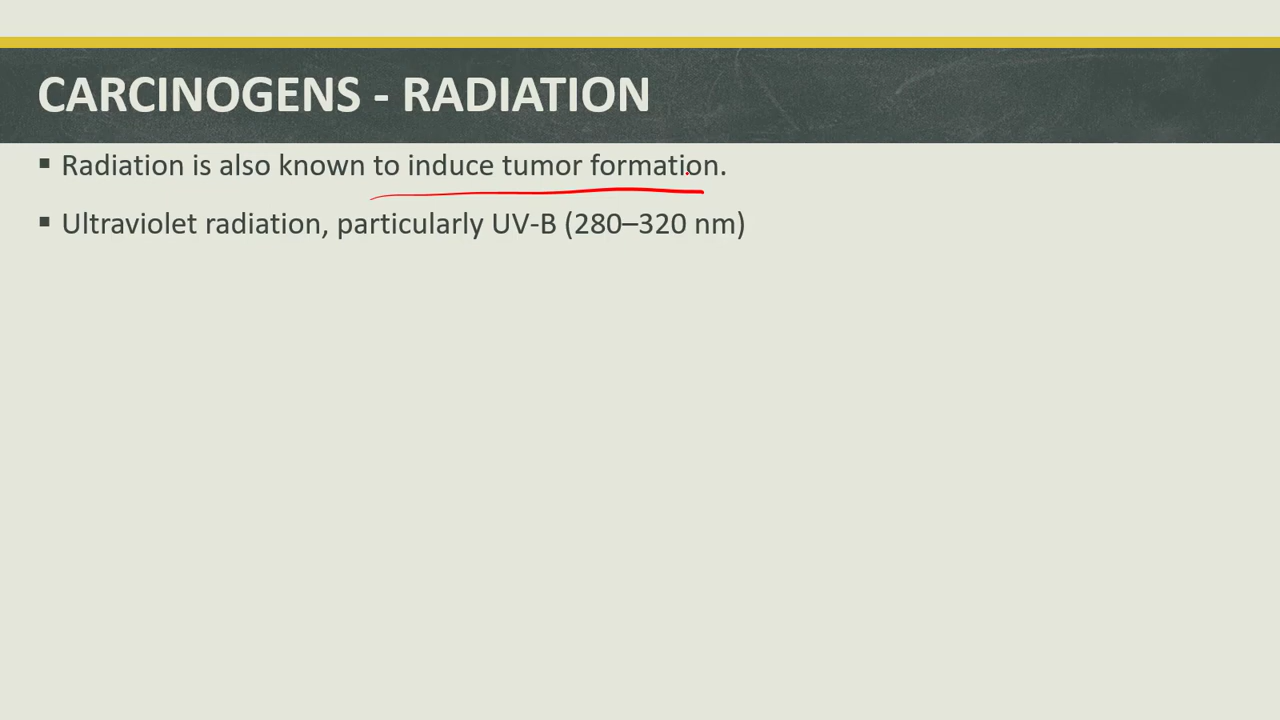 CARCINOGENS - RADIATION
▪ Radiation is also known to induce tumor formation.
▪ Ultraviolet radiation, particularly UV-B (280–320 nm)